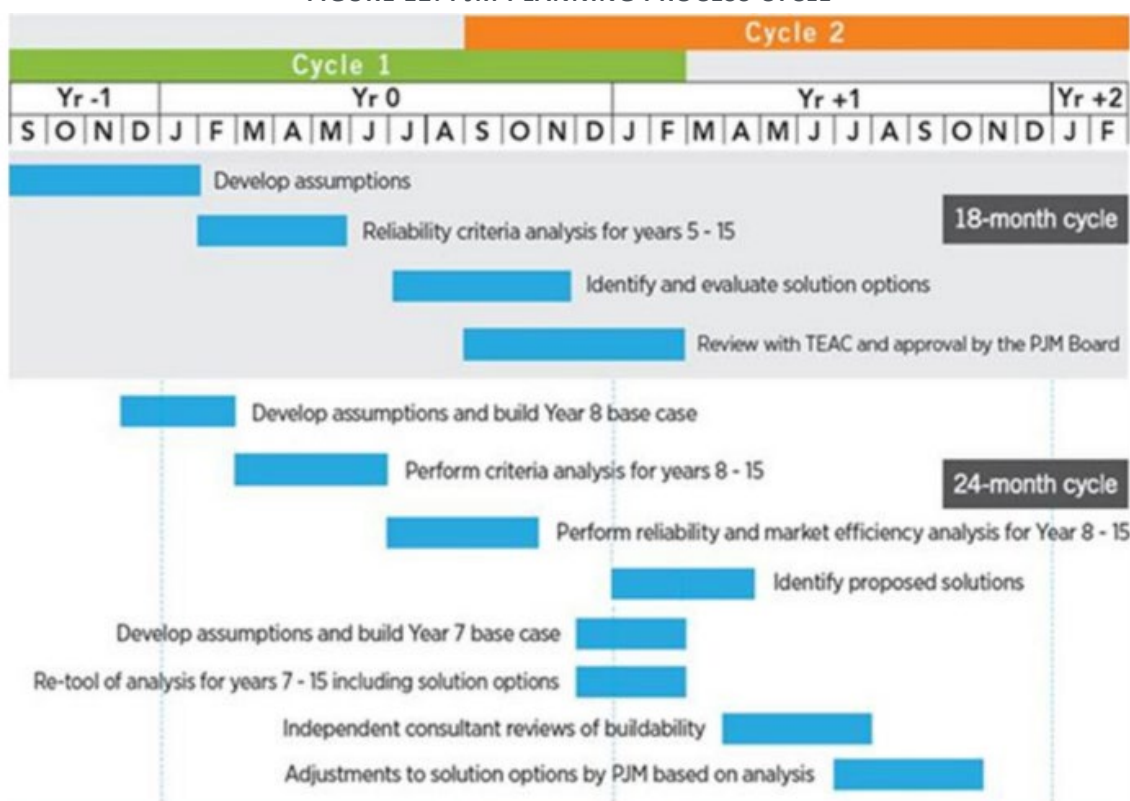 Cycle 2
Cycle 1
Yr -1 Yr 0 Yr +1 Yr +2
S O N D J F M A M J J A S O N D J F M A M J J A S O N D J F
Develop assumptions
18-month cycle
Reliability criteria analysis for years 5 - 15
Identify and evaluate solution options
Review with TEAC and approval by the PJM Board
Develop assumptions and build Year 8 base case
Perform criteria analysis for years 8 - 15
24-month cycle
Perform reliability and market efficiency analysis for Year 8 - 15
Identify proposed solutions
Develop assumptions and build Year 7 base case
Re-tool of analysis for years 7 - 15 including solution options
Independent consultant reviews of buildability
Adjustments to solution options by PJM based on analysis